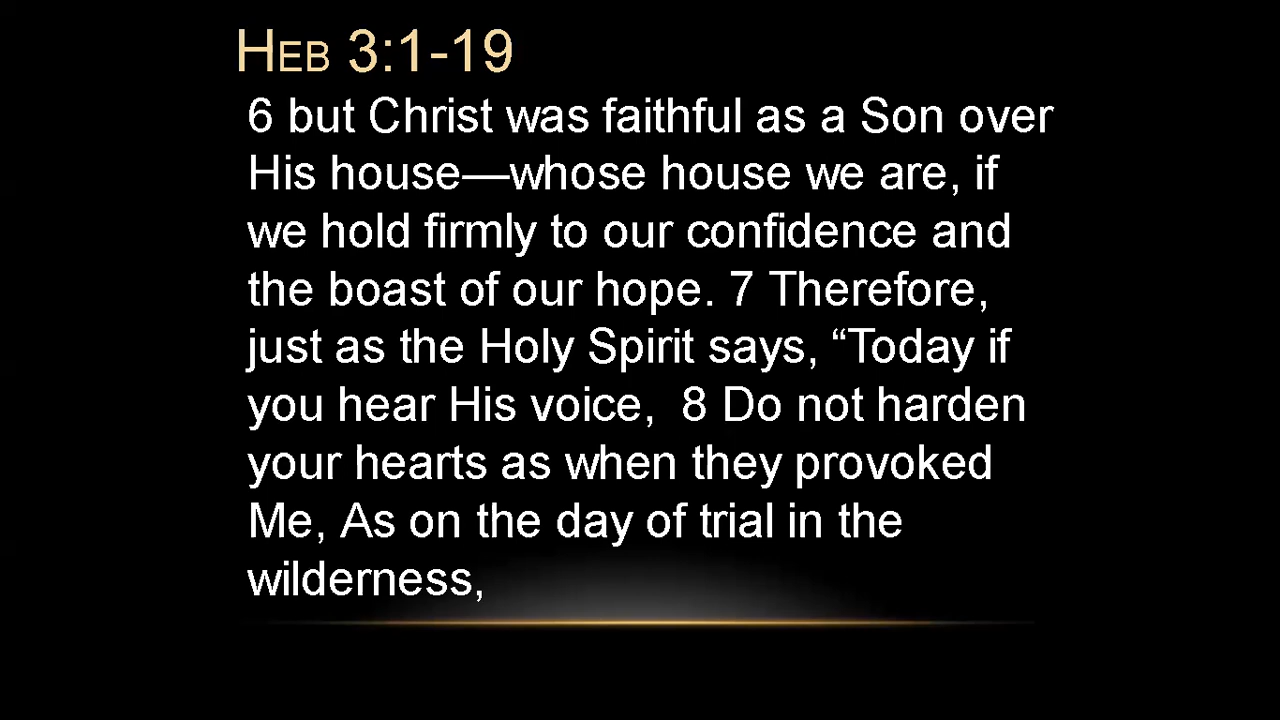 Heb 3:1-19
6 but Christ was faithful as a Son over
His house—whose house we are, if
we hold firmly to our confidence and
the boast of our hope. 7 Therefore,
just as the Holy Spirit says, “Today if
you hear His voice,  8 Do not harden
your hearts as when they provoked
Me, As on the day of trial in the
wilderness,